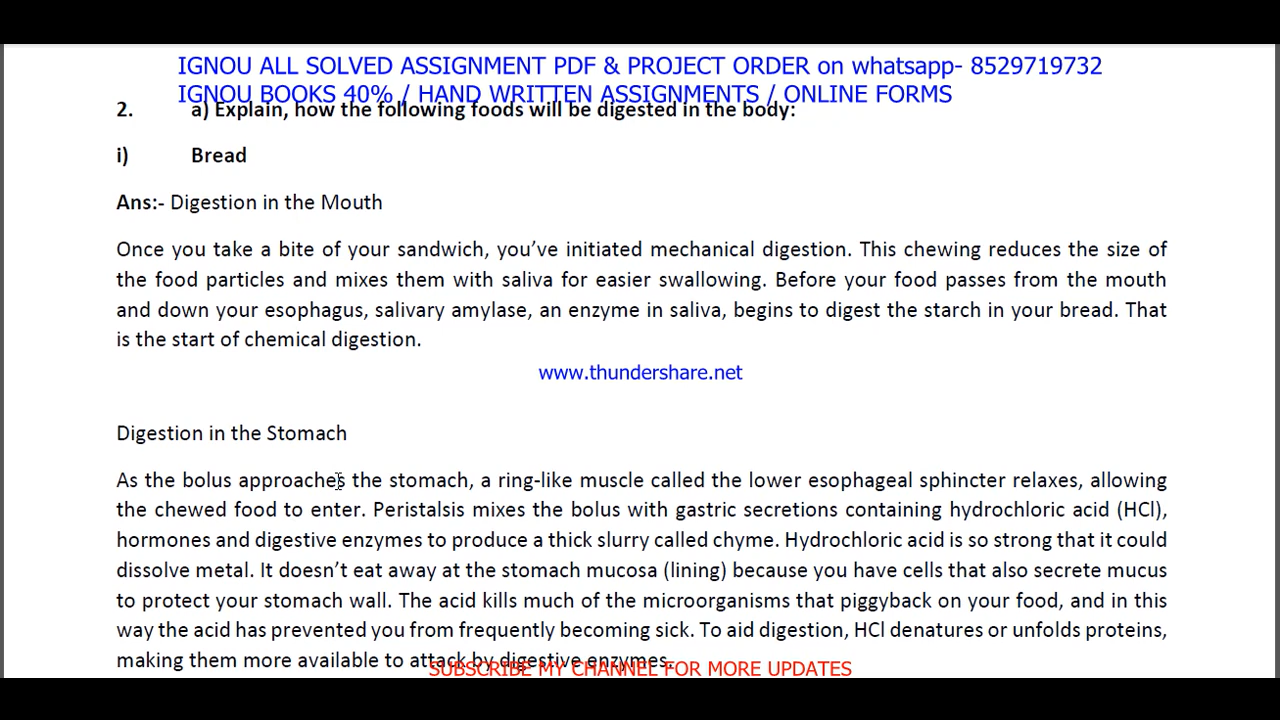 IGNOU ALL SOLVED ASSIGNMENT PDF & PROJECT ORDER on whatsapp- 8529719732
IGNOU BOOKS 40% / HAND WRITTEN ASSIGNMENTS / ONLINE FORMS
2. a) Explain, how the following foods will be digested in the body:
i) Bread
Ans:- Digestion in the Mouth
Once you take a bite of your sandwich, you’ve initiated mechanical digestion. This chewing reduces the size of
the food particles and mixes them with saliva for easier swallowing. Before your food passes from the mouth
and down your esophagus, salivary amylase, an enzyme in saliva, begins to digest the starch in your bread. That
is the start of chemical digestion.
www.thundershare.net
Digestion in the Stomach
As the bolus approaches the stomach, a ring-like muscle called the lower esophageal sphincter relaxes, allowing
the chewed food to enter. Peristalsis mixes the bolus with gastric secretions containing hydrochloric acid (HCl),
hormones and digestive enzymes to produce a thick slurry called chyme. Hydrochloric acid is so strong that it could
dissolve metal. It doesn’t eat away at the stomach mucosa (lining) because you have cells that also secrete mucus
to protect your stomach wall. The acid kills much of the microorganisms that piggyback on your food, and in this
way the acid has prevented you from frequently becoming sick. To aid digestion, HCl denatures or unfolds proteins,
making them more available to attack by digestive enzymes.
SUBSCRIBE MY CHANNEL FOR MORE UPDATES